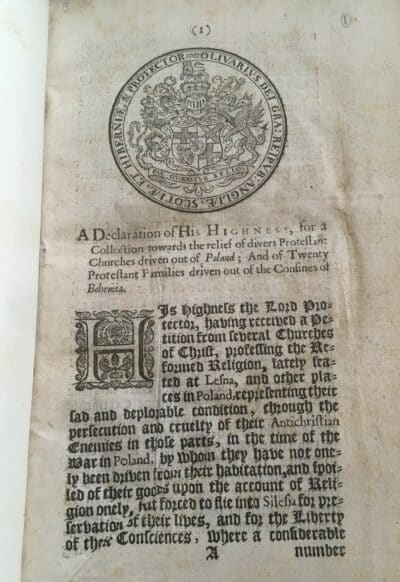 (1)
1
OLIVARIVS DEI GRA: REIPVB: ANGLIÆ, SCOTIÆ, ET HIBERNIÆ, & PROTECTOR
PAX QVÆRITVR BELLO
A Declaration of HIS HIGHNESS, for a
Collection towards the relief of divers Protestant
Churches driven out of Poland; And of Twenty
Protestant Families driven out of the Confines of
Bohemia.
HIs Highness the Lord Pro-
tector, having received a Pe-
tition from several Churches
of Christ, professing the Re-
formed Religion, lately sea-
ted at Lesna, and other pla-
ces in Poland, representing their
sad and deplorable condition, through the
persecution and cruelty of their Antichristian
Enemies in those parts, in the time of the
War in Poland, by whom they have not one-
ly been driven from their habitation, and spoi-
led of their goods upon the account of Reli-
gion onely, but forced to flie into Silesia for pre-
servation of their lives, and for the Liberty
of their Consciences, where a considerable
A number